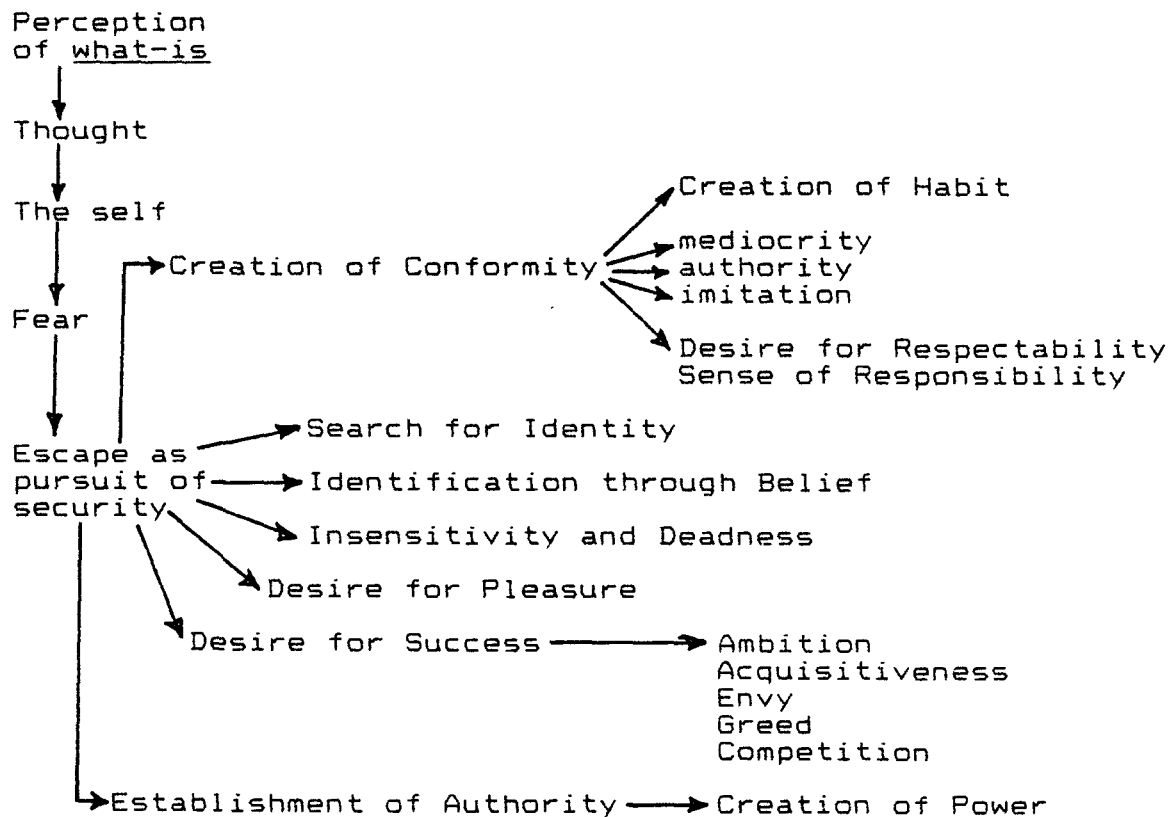 Perception
of what-is
Thought
The self
Creation of Habit
mediocrity
Creation of Conformity
authority
imitation
Fear
Desire for Respectability
Sense of Responsibility
Search for Identity
Escape as
pursuit of
security
Identification through Belief
Insensitivity and Deadness
Desire for Pleasure
Desire for Success
Ambition
Acquisitiveness
Envy
Greed
Competition
Establishment of Authority
Creation of Power